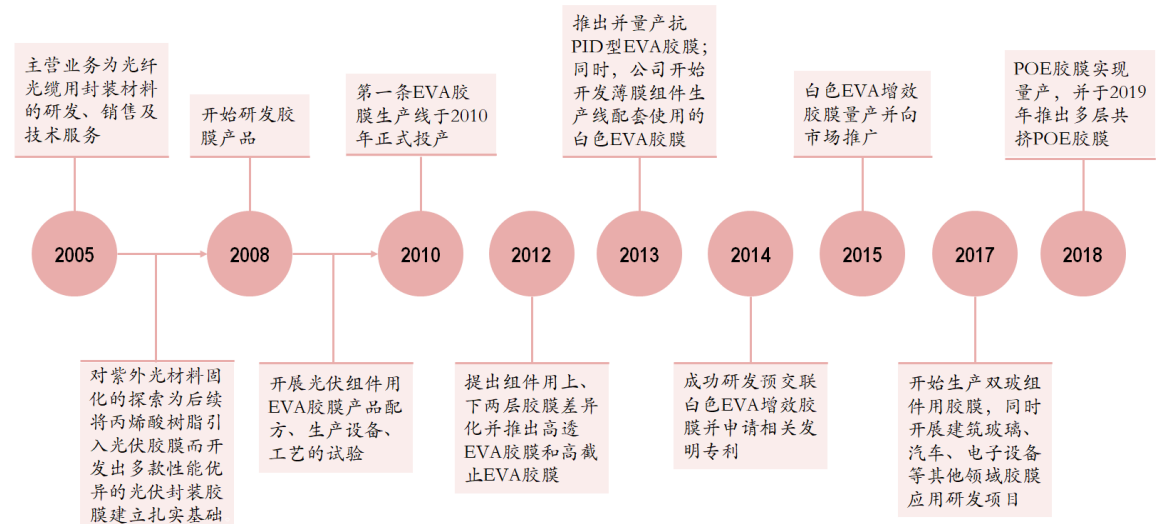 主营业务为光纤
光缆用封装材料
的研发、销售及
技术服务
开始研发胶
膜产品
第一条EVA胶
膜生产线于2010
年正式投产
推出并量产抗
PID型EVA胶膜；
同时，公司开始
开发薄膜组件生
产线配套使用的
白色EVA胶膜
白色EVA增效
胶膜量产并向
市场推广
POE胶膜实现
量产，并于2019
年推出多层共
挤POE胶膜
2005
2008
2010
2012
2013
2014
2015
2017
2018
对紫外光材料固
化的探索为后续
将丙烯酸树脂引
入光伏胶膜而开
发出多款性能优
异的光伏封装胶
膜建立扎实基础
开展光伏组件用
EVA胶膜产品配
方、生产设备、
工艺的试验
提出组件用上、
下两层胶膜差异
化并推出高透
EVA胶膜和高截
止EVA胶膜
成功研发预交联
白色EVA增效胶
膜并申请相关发
明专利
开始生产双玻组
件用胶膜，同时
开展建筑玻璃、
汽车、电子设备
等其他领域胶膜
应用研发项目